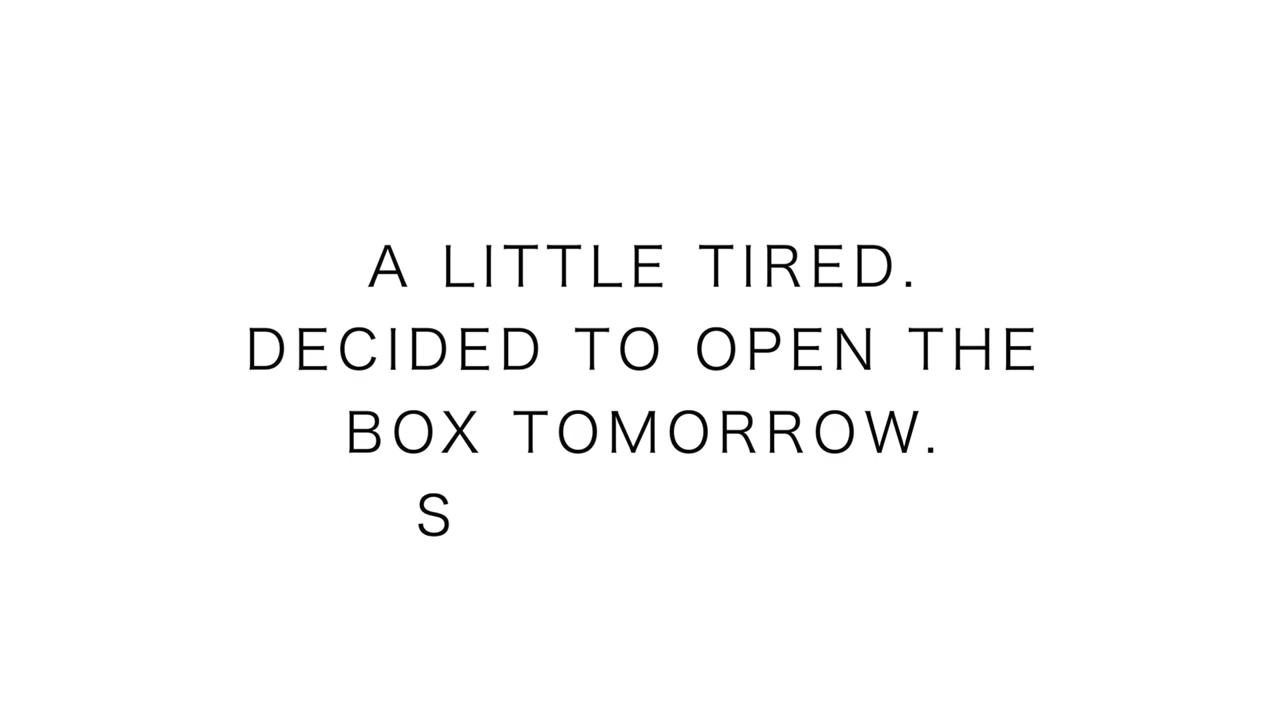 A LITTLE TIRED.
DECIDED TO OPEN THE
BOX TOMORROW.
S